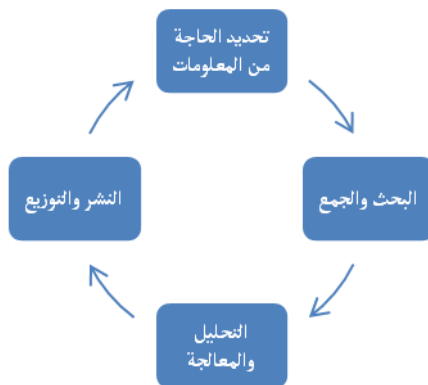 تحديد الحاجة
من المعلومات
البحث والجمع
التحليل
والمعالجة
النشر والتوزيع